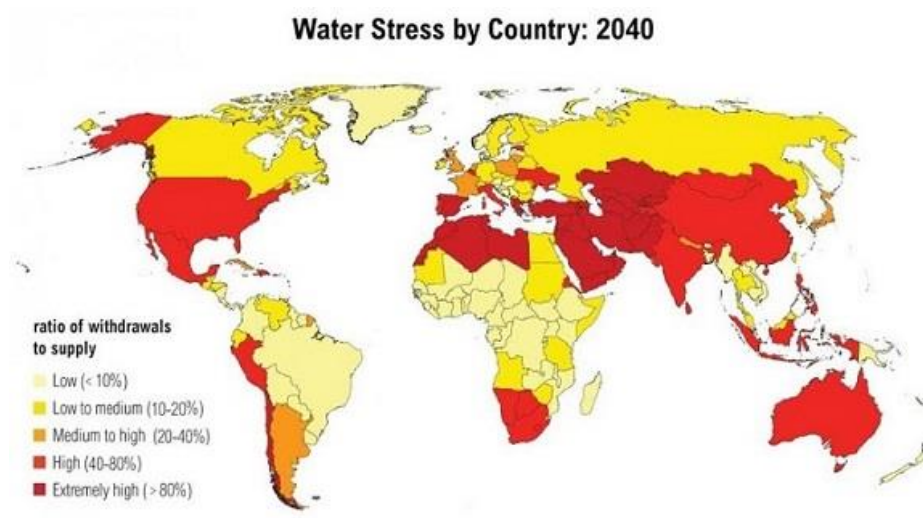 Water Stress by Country: 2040
ratio of withdrawals
to supply
Low (< 10%)
Low to medium (10-20%)
Medium to high (20-40%)
High (40-80%)
Extremely high (> 80%)